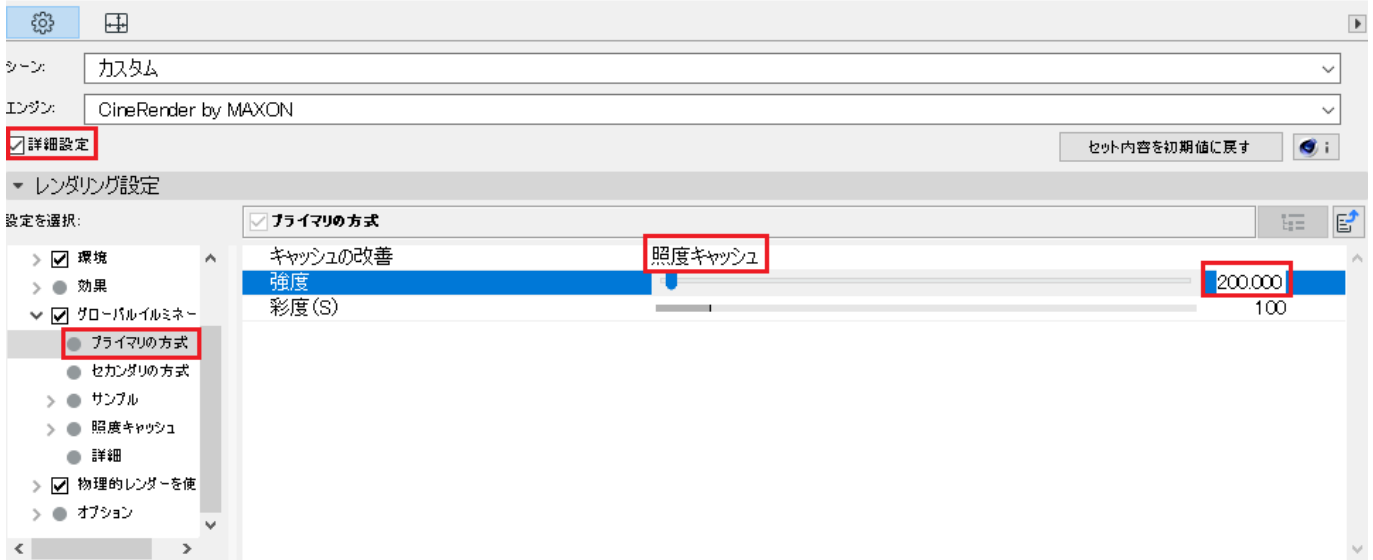 シーン: カスタム
エンジン: CineRender by MAXON
詳細設定 セット内容を初期値に戻す i
レンダリング設定
設定を選択: プライマリの方式
環境
効果
グローバルイルミネー
プライマリの方式
セカンダリの方式
サンプル
照度キャッシュ
詳細
物理的レンダーを使
オプション
キャッシュの改善 照度キャッシュ
強度 200.000
彩度(S) 100